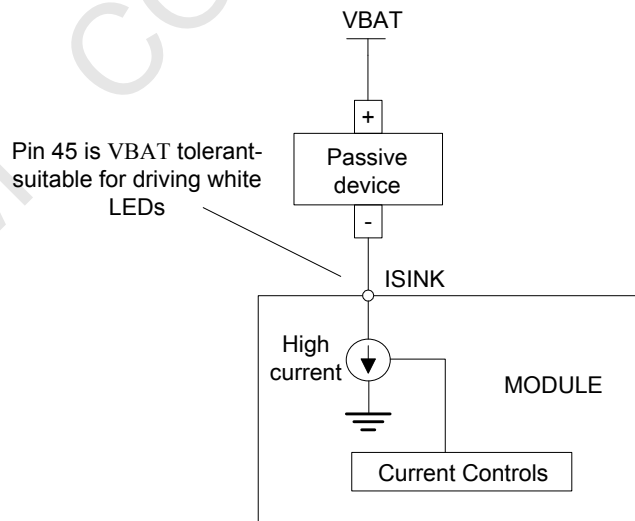 VBAT
+
Passive
device
-
Pin 45 is VBAT tolerant-
suitable for driving white
LEDs
ISINK
High
current
MODULE
Current Controls